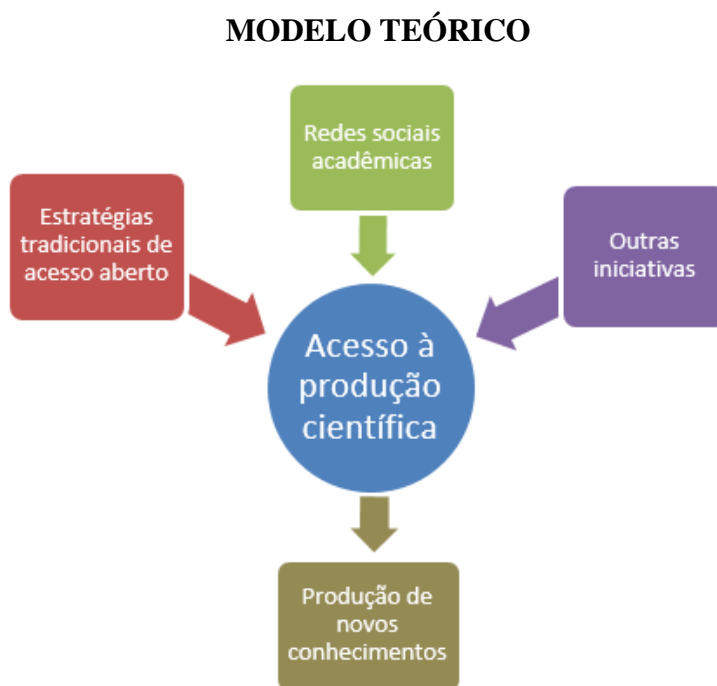 MODELO TEÓRICO
Redes sociais
acadêmicas
Estratégias
tradicionais de
acesso aberto
Outras
iniciativas
Acesso à
produção
científica
Produção de
novos
conhecimentos